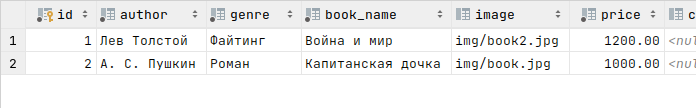 id author genre book_name image price c
1 1 Лев Толстой Файтинг Война и мир img/book2.jpg 1200.00 <nul
2 2 А. С. Пушкин Роман Капитанская дочка img/book.jpg 1000.00 <nul